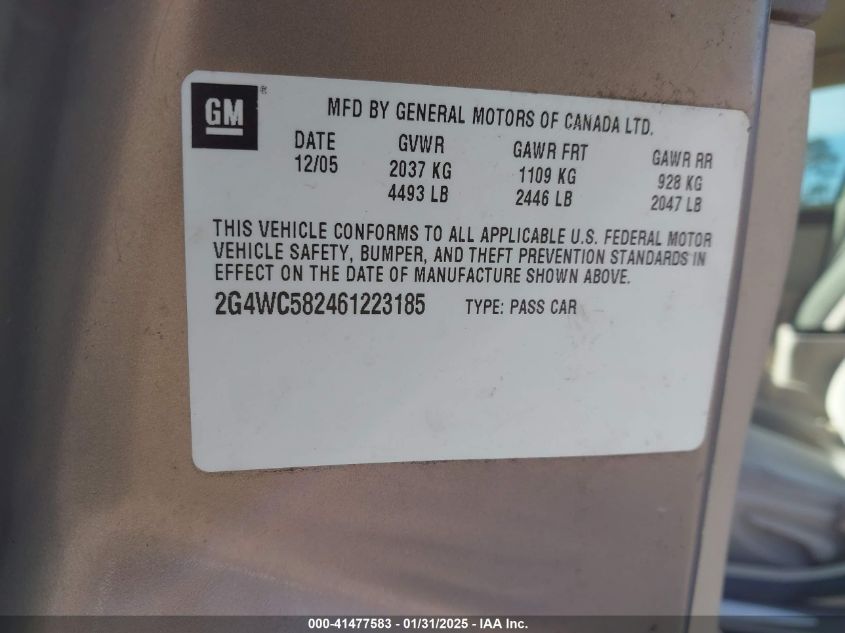 GM ®
MFD BY GENERAL MOTORS OF CANADA LTD.
DATE GVWR GAWR FRT GAWR RR
12/05 2037 KG 1109 KG 928 KG
4493 LB 2446 LB 2047 LB
THIS VEHICLE CONFORMS TO ALL APPLICABLE U.S. FEDERAL MOTOR
VEHICLE SAFETY, BUMPER, AND THEFT PREVENTION STANDARDS IN
EFFECT ON THE DATE OF MANUFACTURE SHOWN ABOVE.
2G4WC582461223185 TYPE: PASS CAR
000-41477583 - 01/31/2025 - IAA Inc.